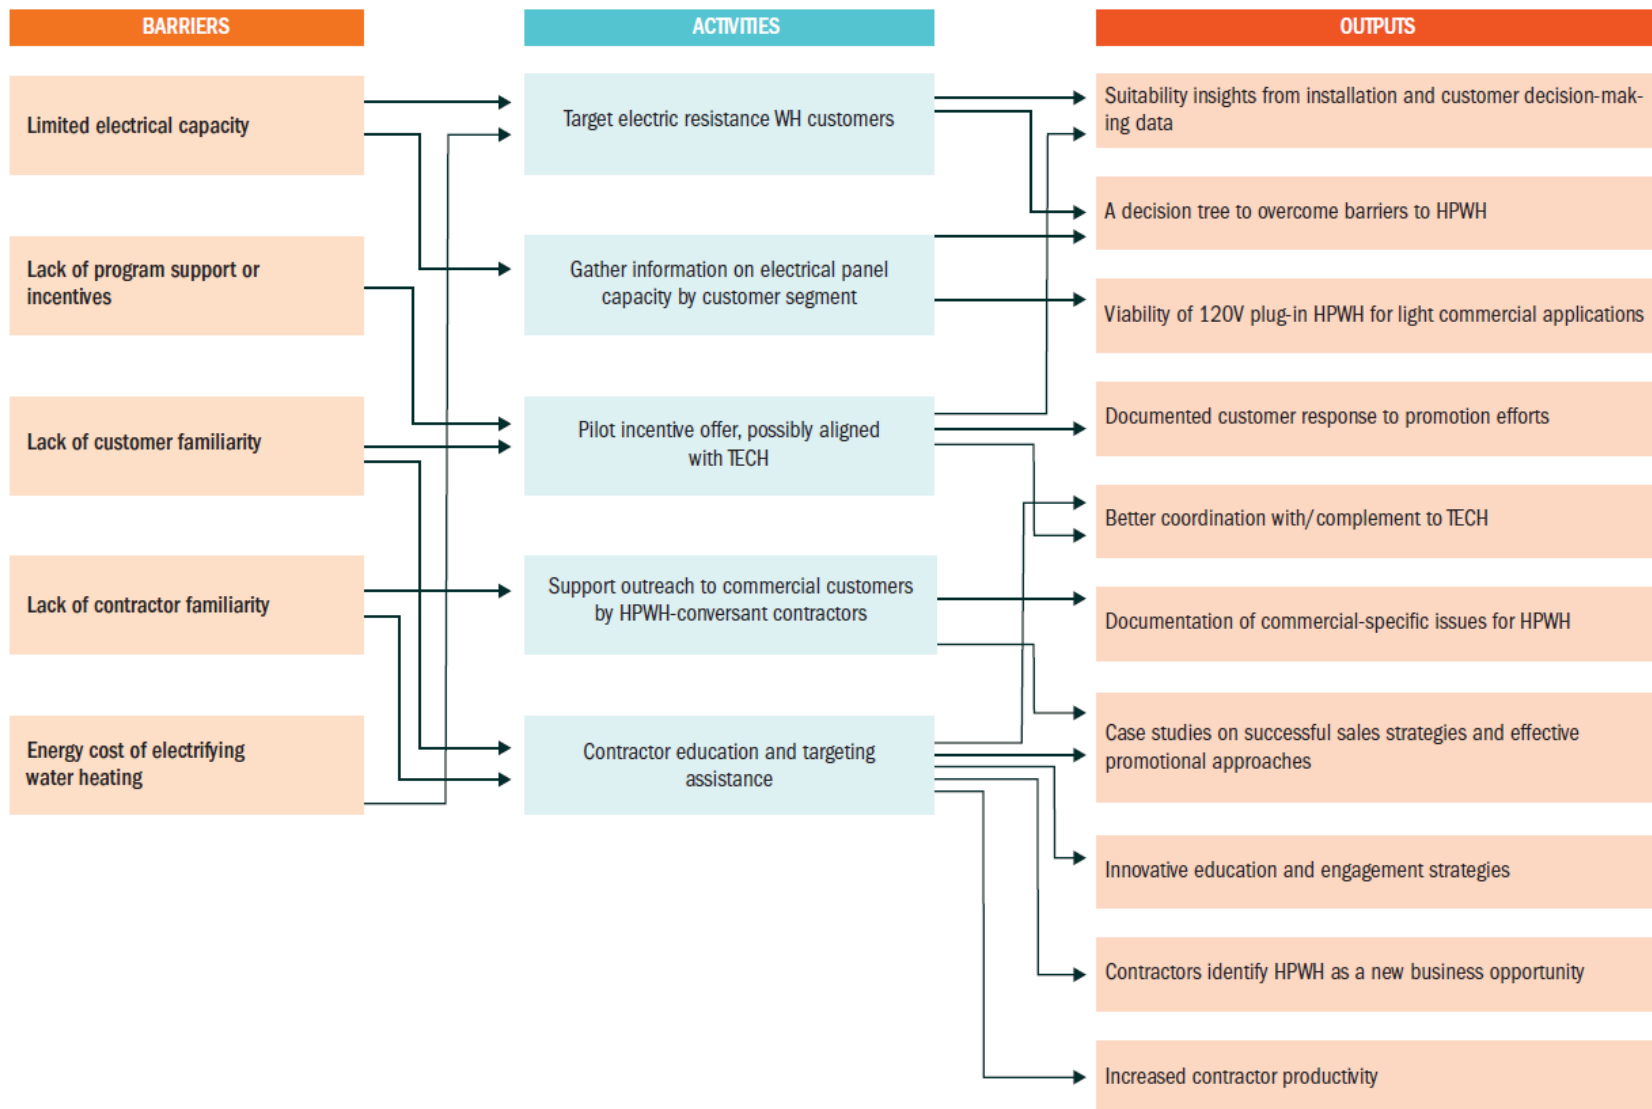 BARRIERS
Limited electrical capacity
Lack of program support or
incentives
Lack of customer familiarity
Lack of contractor familiarity
Energy cost of electrifying
water heating
ACTIVITIES
Target electric resistance WH customers
Gather information on electrical panel
capacity by customer segment
Pilot incentive offer, possibly aligned
with TECH
Support outreach to commercial customers
by HPWH-conversant contractors
Contractor education and targeting
assistance
OUTPUTS
Suitability insights from installation and customer decision-mak-
ing data
A decision tree to overcome barriers to HPWH
Viability of 120V plug-in HPWH for light commercial applications
Documented customer response to promotion efforts
Better coordination with/complement to TECH
Documentation of commercial-specific issues for HPWH
Case studies on successful sales strategies and effective
promotional approaches
Innovative education and engagement strategies
Contractors identify HPWH as a new business opportunity
Increased contractor productivity